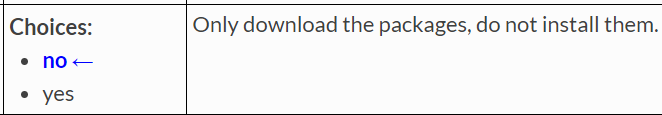 Choices:
no ←
yes
Only download the packages, do not install them.